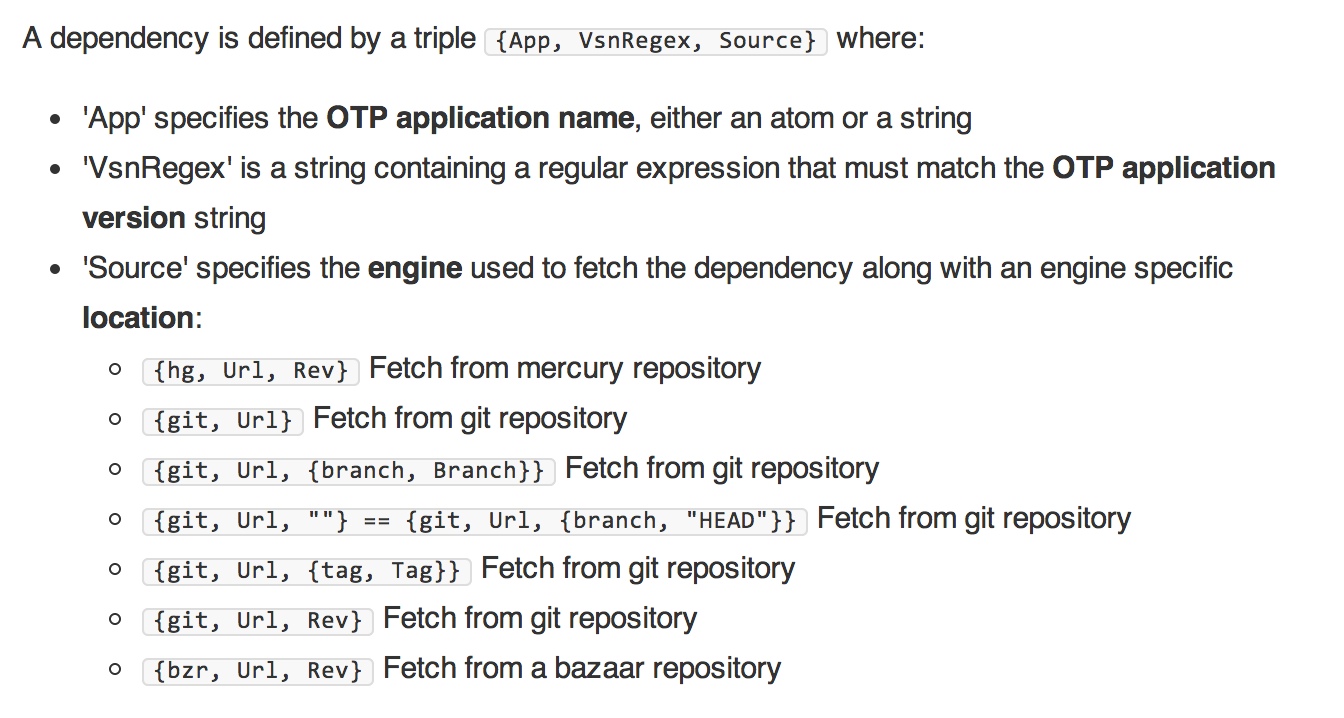 A dependency is defined by a triple {App, VsnRegex, Source} where:
'App' specifies the OTP application name, either an atom or a string
'VsnRegex' is a string containing a regular expression that must match the OTP application
version string
'Source' specifies the engine used to fetch the dependency along with an engine specific
location:
{hg, Url, Rev} Fetch from mercury repository
{git, Url} Fetch from git repository
{git, Url, {branch, Branch}} Fetch from git repository
{git, Url, ""} == {git, Url, {branch, "HEAD"}} Fetch from git repository
{git, Url, {tag, Tag}} Fetch from git repository
{git, Url, Rev} Fetch from git repository
{bzr, Url, Rev} Fetch from a bazaar repository